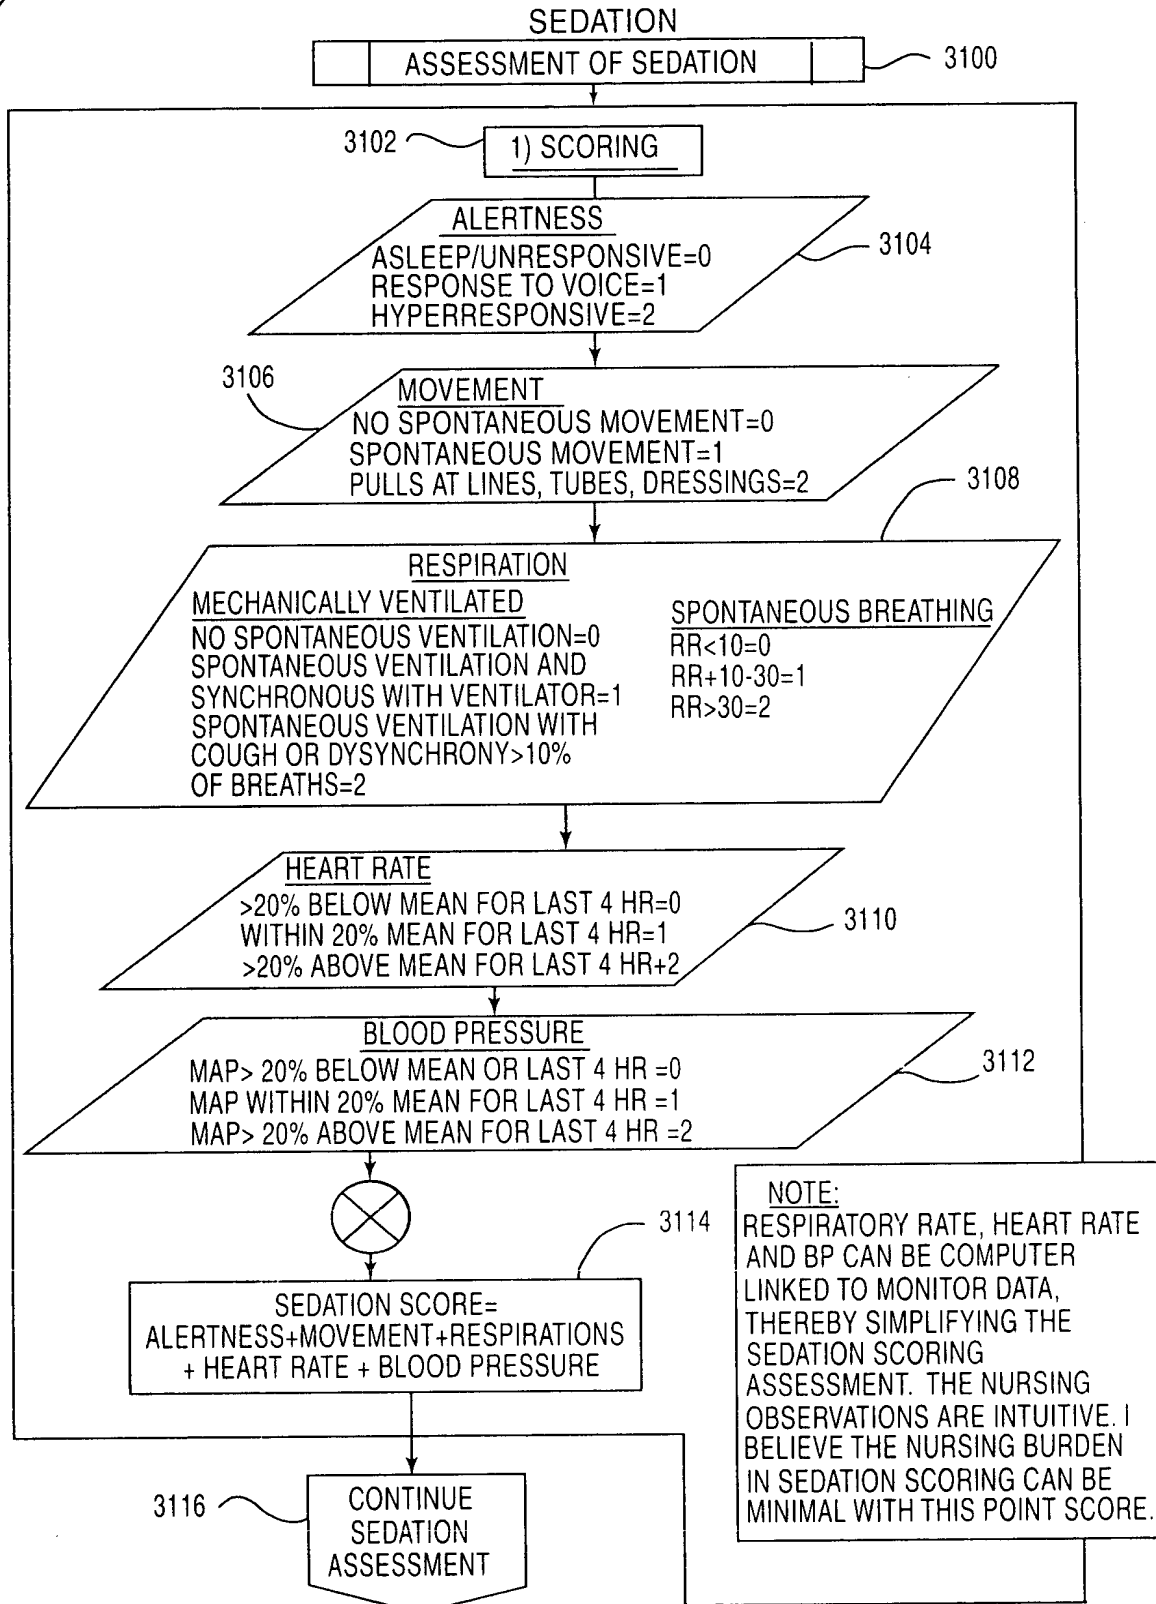 SEDATION
ASSESSMENT OF SEDATION
3100
3102
1) SCORING
ALERTNESS
ASLEEP/UNRESPONSIVE=0
RESPONSE TO VOICE=1
HYPERRESPONSIVE=2
3104
3106
MOVEMENT
NO SPONTANEOUS MOVEMENT=0
SPONTANEOUS MOVEMENT=1
PULLS AT LINES, TUBES, DRESSINGS=2
3108
RESPIRATION
MECHANICALLY VENTILATED
NO SPONTANEOUS VENTILATION=0
SPONTANEOUS VENTILATION AND
SYNCHRONOUS WITH VENTILATOR=1
SPONTANEOUS VENTILATION WITH
COUGH OR DYSYNCHRONY>10%
OF BREATHS=2
SPONTANEOUS BREATHING
RR<10=0
RR+10-30=1
RR>30=2
HEART RATE
>20% BELOW MEAN FOR LAST 4 HR=0
WITHIN 20% MEAN FOR LAST 4 HR=1
>20% ABOVE MEAN FOR LAST 4 HR+2
3110
BLOOD PRESSURE
MAP> 20% BELOW MEAN OR LAST 4 HR =0
MAP WITHIN 20% MEAN FOR LAST 4 HR =1
MAP> 20% ABOVE MEAN FOR LAST 4 HR =2
3112
3114
SEDATION SCORE=
ALERTNESS+MOVEMENT+RESPIRATIONS
+ HEART RATE + BLOOD PRESSURE
NOTE:
RESPIRATORY RATE, HEART RATE
AND BP CAN BE COMPUTER
LINKED TO MONITOR DATA,
THEREBY SIMPLIFYING THE
SEDATION SCORING
ASSESSMENT. THE NURSING
OBSERVATIONS ARE INTUITIVE. I
BELIEVE THE NURSING BURDEN
IN SEDATION SCORING CAN BE
MINIMAL WITH THIS POINT SCORE.
3116
CONTINUE
SEDATION
ASSESSMENT